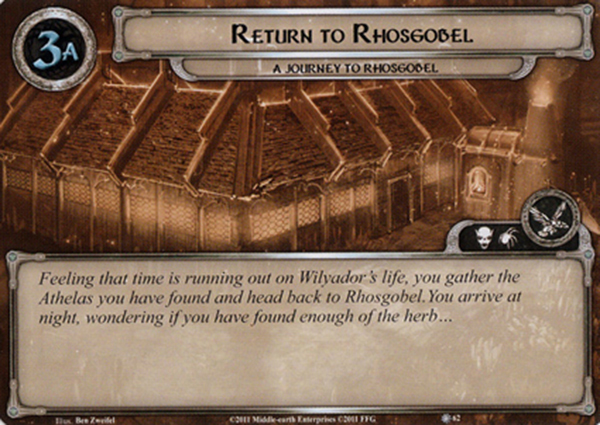 3A
Return to Rhosgobel
A Journey to Rhosgobel
Feeling that time is running out on Wilyador's life, you gather the
Athelas you have found and head back to Rhosgobel.You arrive at
night, wondering if you have found enough of the herb…
Illus. Ben Zweifel
©2011 Middle-earth Enterprises ©2011 FFG
62